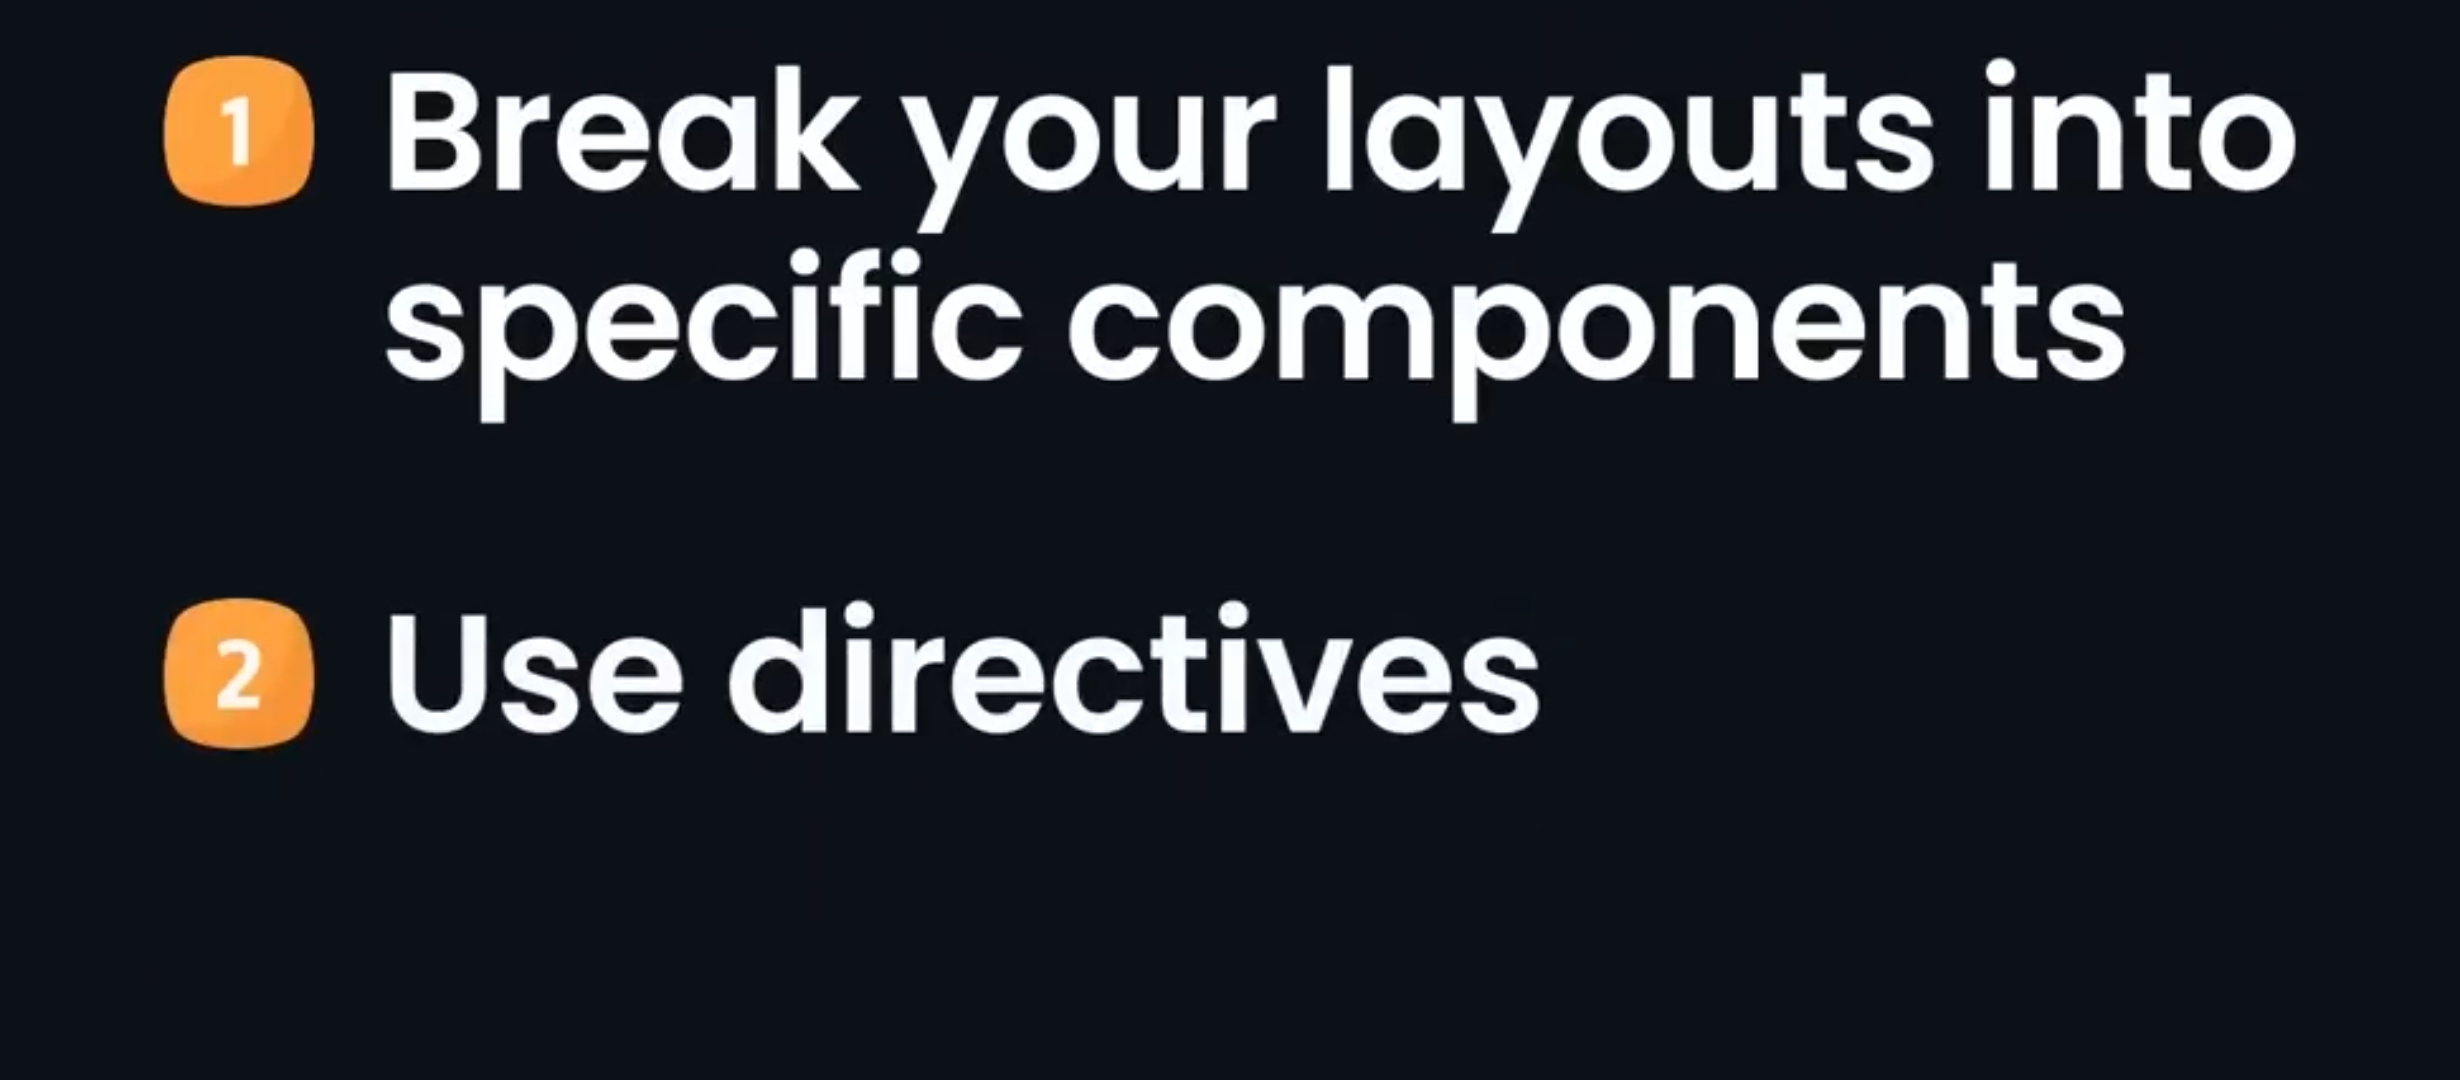 1 Break your layouts into
specific components
2 Use directives